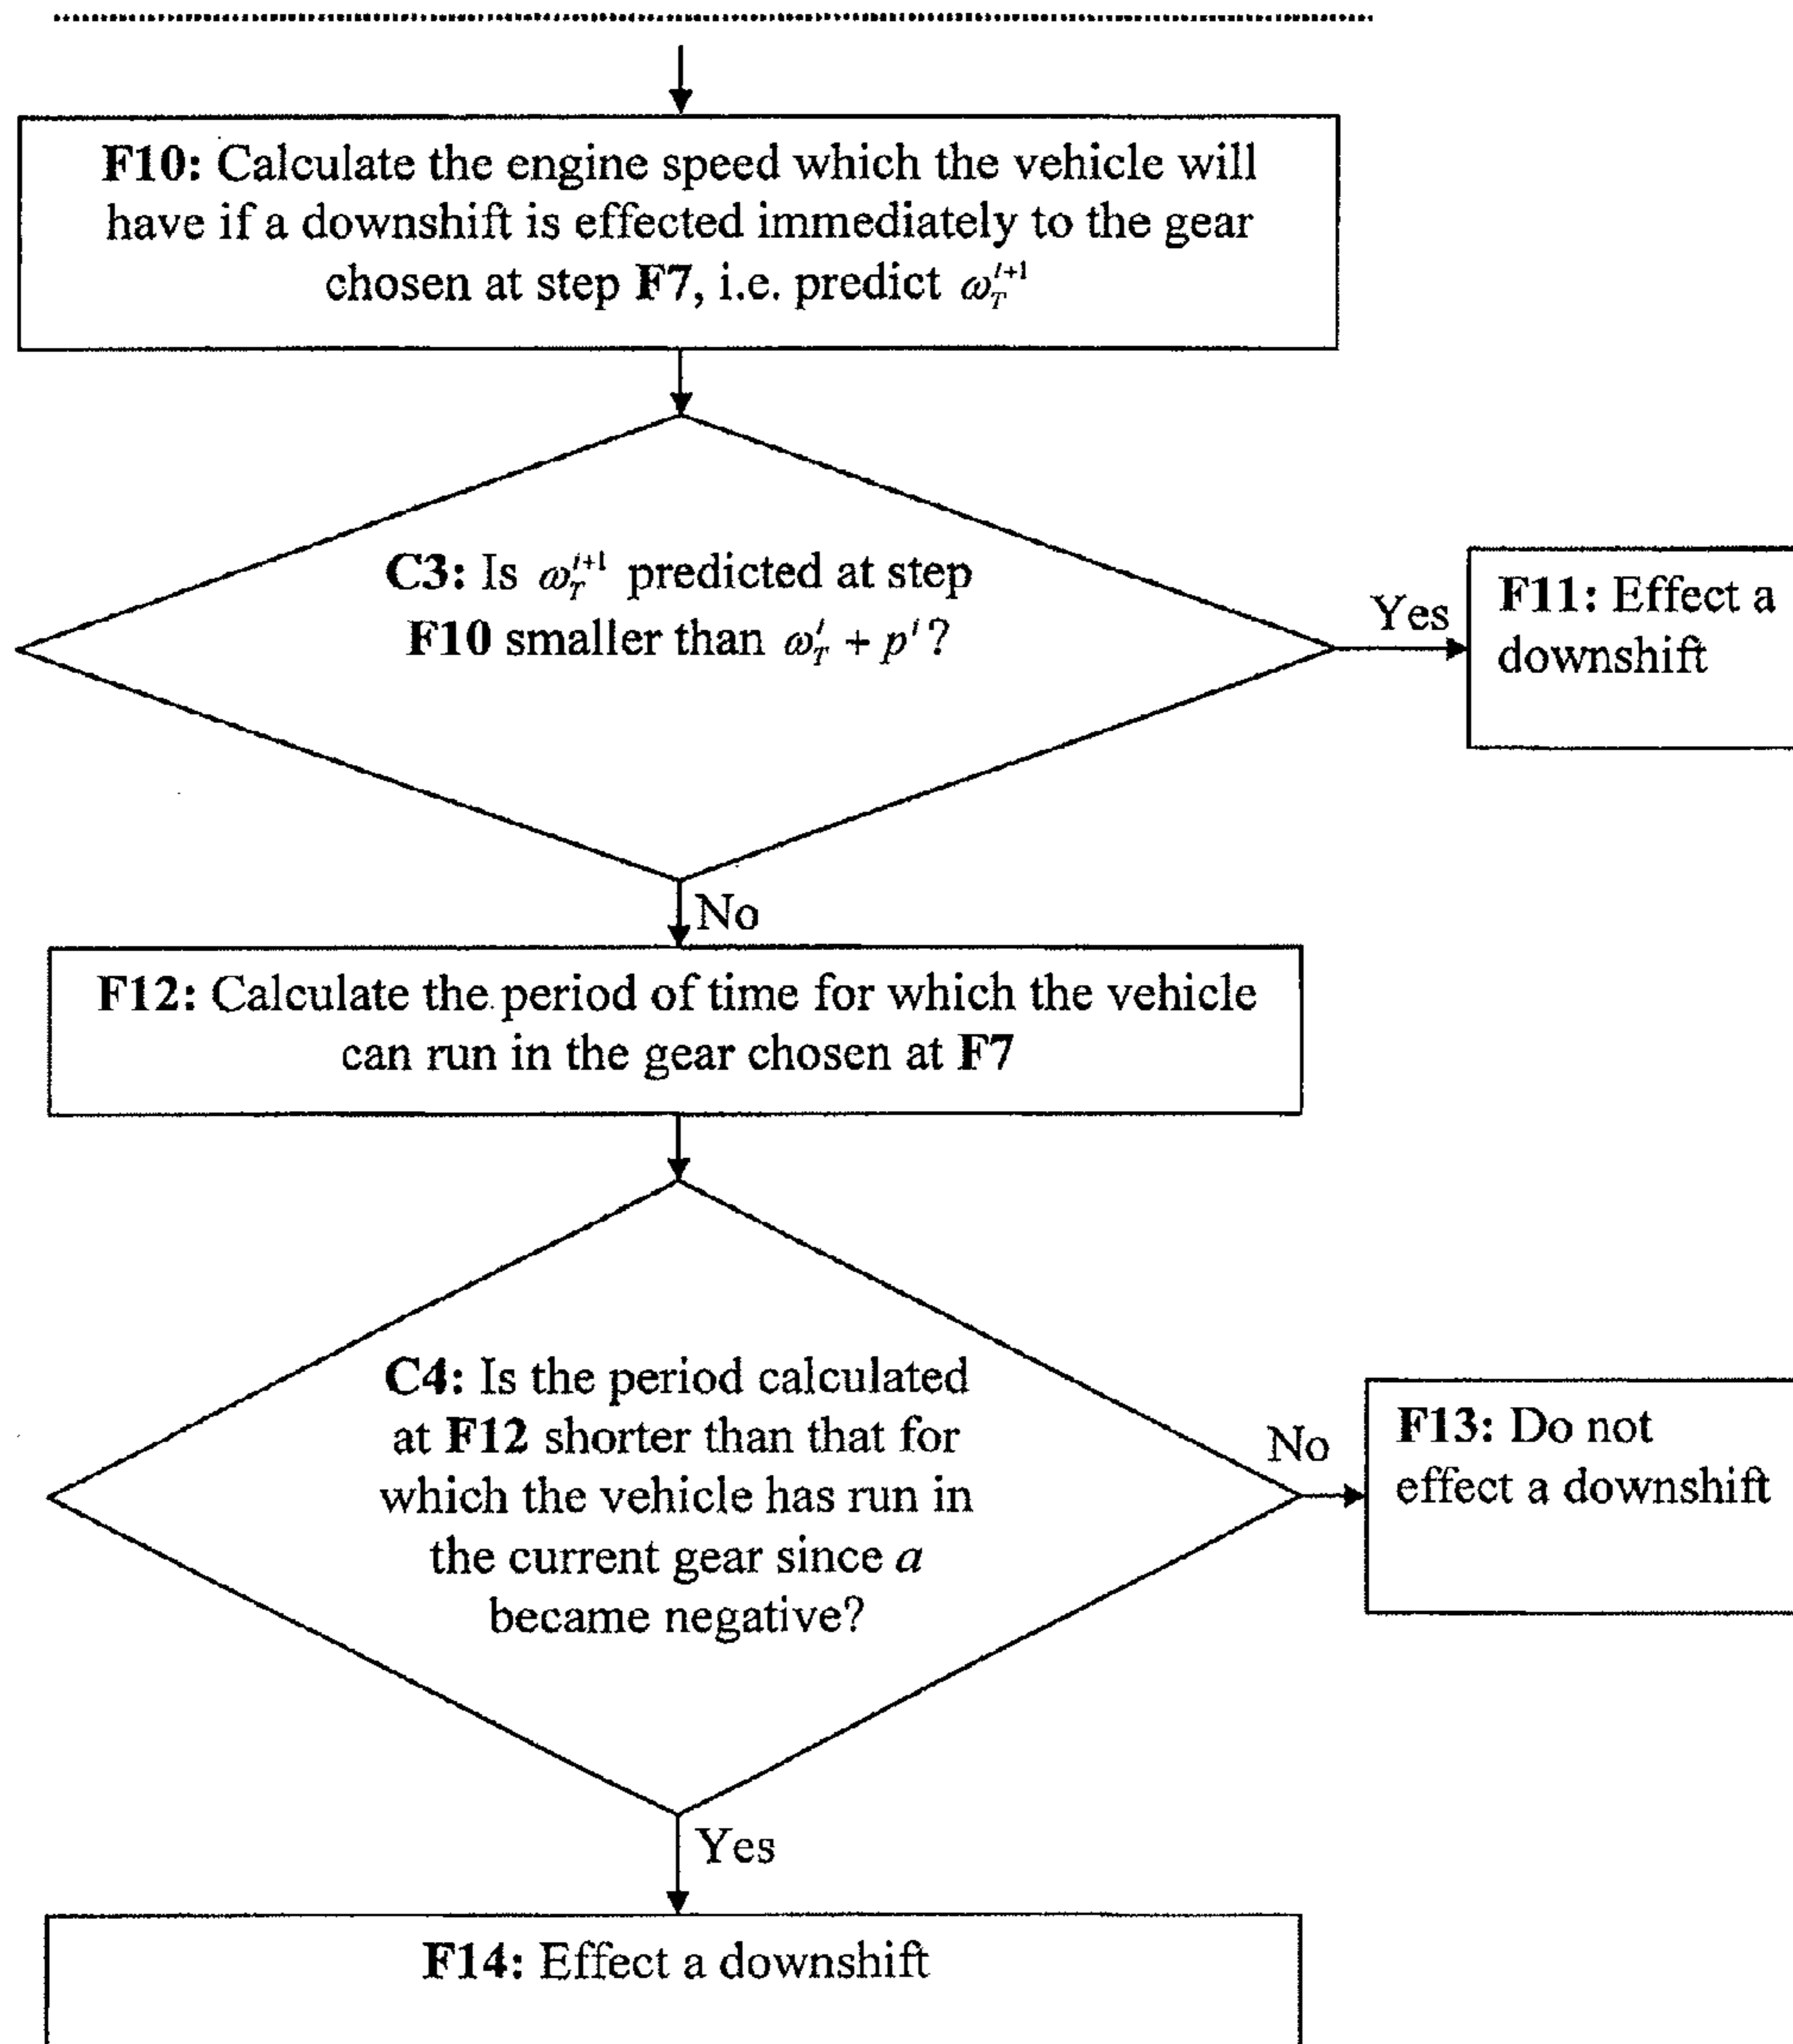 F10: Calculate the engine speed which the vehicle will
have if a downshift is effected immediately to the gear
chosen at step F7, i.e. predict ω_T^{i+1}
C3: Is ω_T^{i+1} predicted at step
F10 smaller than ω_T^i + p^i?
Yes
F11: Effect a
downshift
No
F12: Calculate the period of time for which the vehicle
can run in the gear chosen at F7
C4: Is the period calculated
at F12 shorter than that for
which the vehicle has run in
the current gear since a
became negative?
No
F13: Do not
effect a downshift
Yes
F14: Effect a downshift